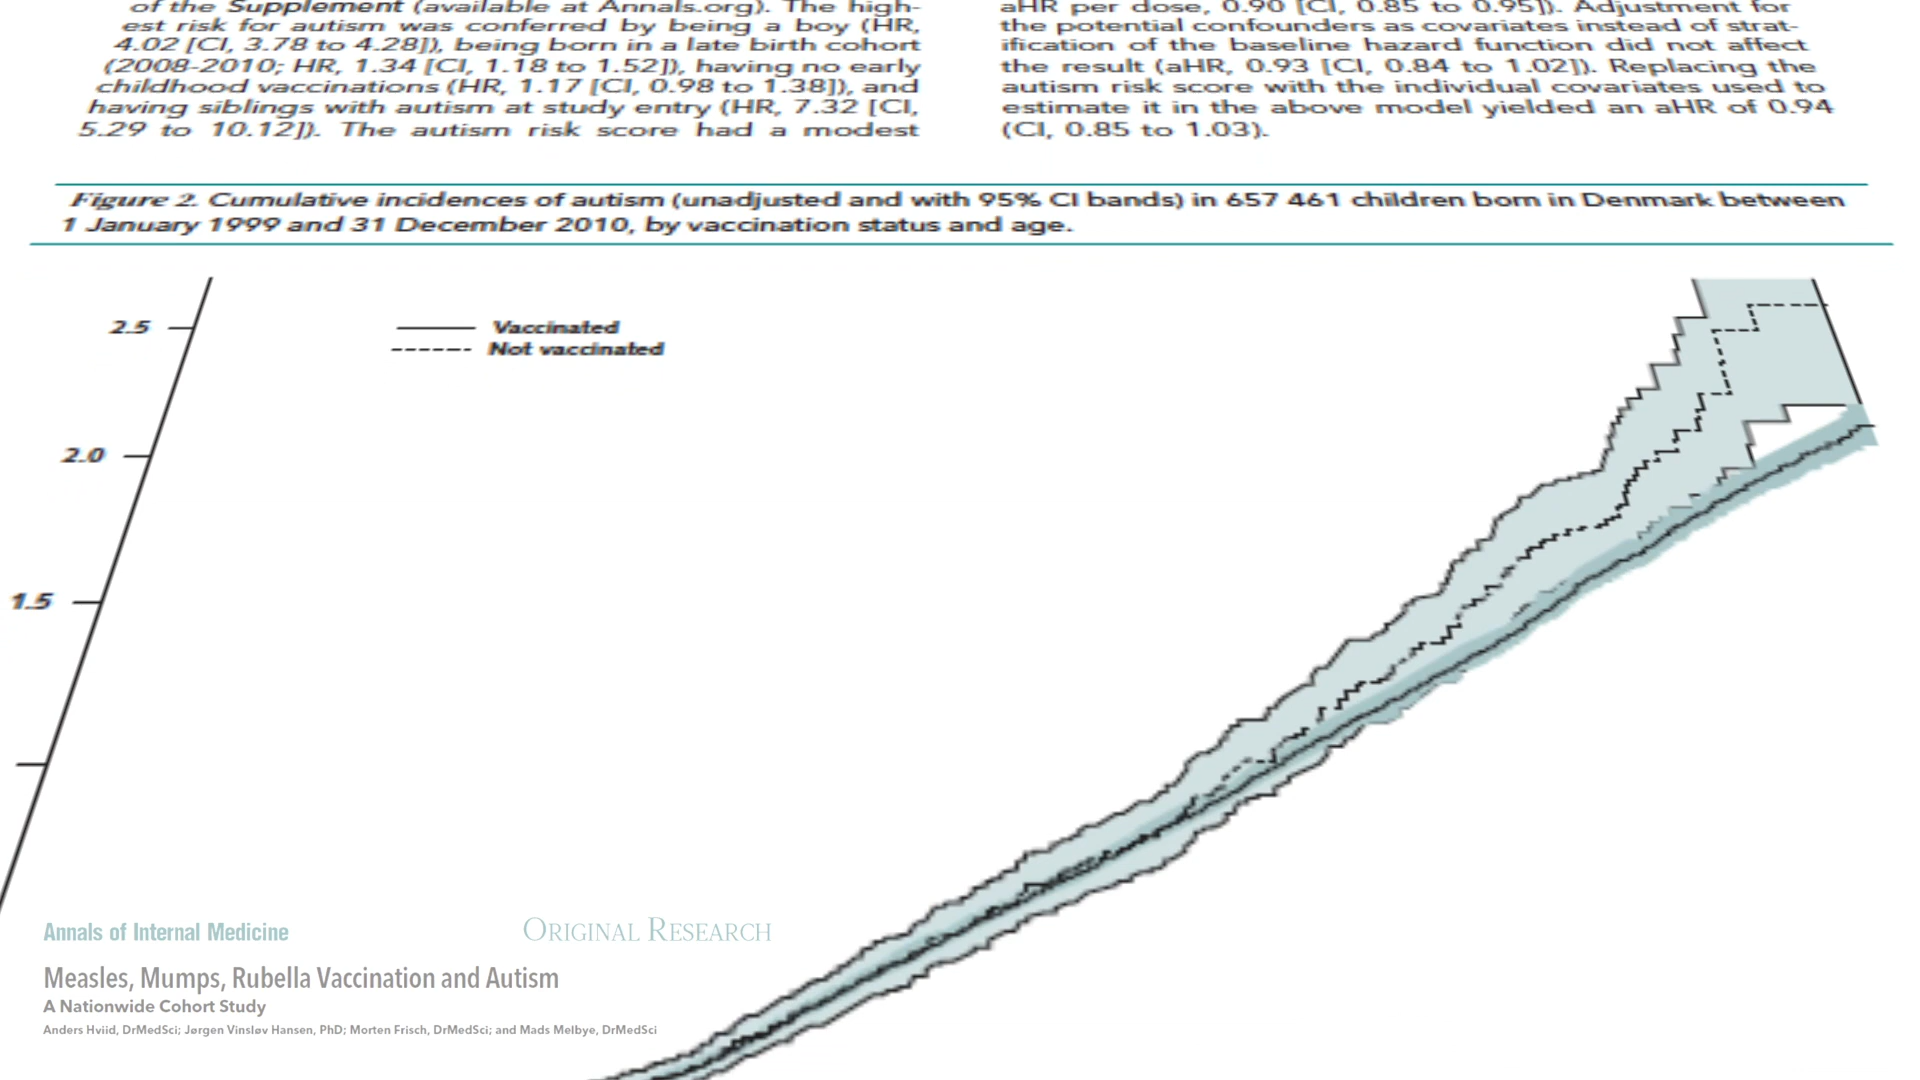 of the Supplement (available at Annals.org). The high-
est risk for autism was conferred by being a boy (HR,
4.02 [CI, 3.78 to 4.28]), being born in a late birth cohort
(2008-2010; HR, 1.34 [CI, 1.18 to 1.52]), having no early
childhood vaccinations (HR, 1.17 [CI, 0.98 to 1.38]), and
having siblings with autism at study entry (HR, 7.32 [CI,
5.29 to 10.12]). The autism risk score had a modest
aHR per dose, 0.90 [CI, 0.85 to 0.95]). Adjustment for
the potential confounders as covariates instead of strat-
ification of the baseline hazard function did not affect
the result (aHR, 0.93 [CI, 0.84 to 1.02]). Replacing the
autism risk score with the individual covariates used to
estimate it in the above model yielded an aHR of 0.94
(CI, 0.85 to 1.03).
Figure 2. Cumulative incidences of autism (unadjusted and with 95% CI bands) in 657 461 children born in Denmark between
1 January 1999 and 31 December 2010, by vaccination status and age.
2.5
Vaccinated
Not vaccinated
2.0
1.5
Annals of Internal Medicine
ORIGINAL RESEARCH
Measles, Mumps, Rubella Vaccination and Autism
A Nationwide Cohort Study
Anders Hviid, DrMedSci; Jørgen Vinsløv Hansen, PhD; Morten Frisch, DrMedSci; and Mads Melbye, DrMedSci